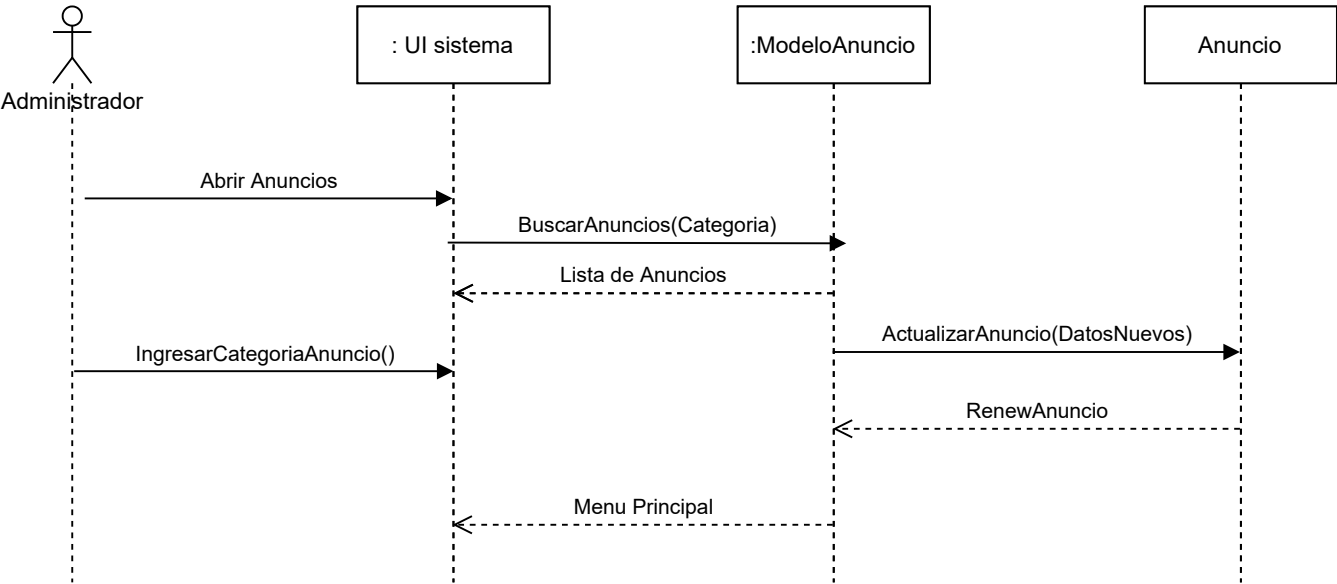 : UI sistema
:ModeloAnuncio
Anuncio
Administrador
Abrir Anuncios
BuscarAnuncios(Categoria)
Lista de Anuncios
ActualizarAnuncio(DatosNuevos)
IngresarCategoriaAnuncio()
RenewAnuncio
Menu Principal